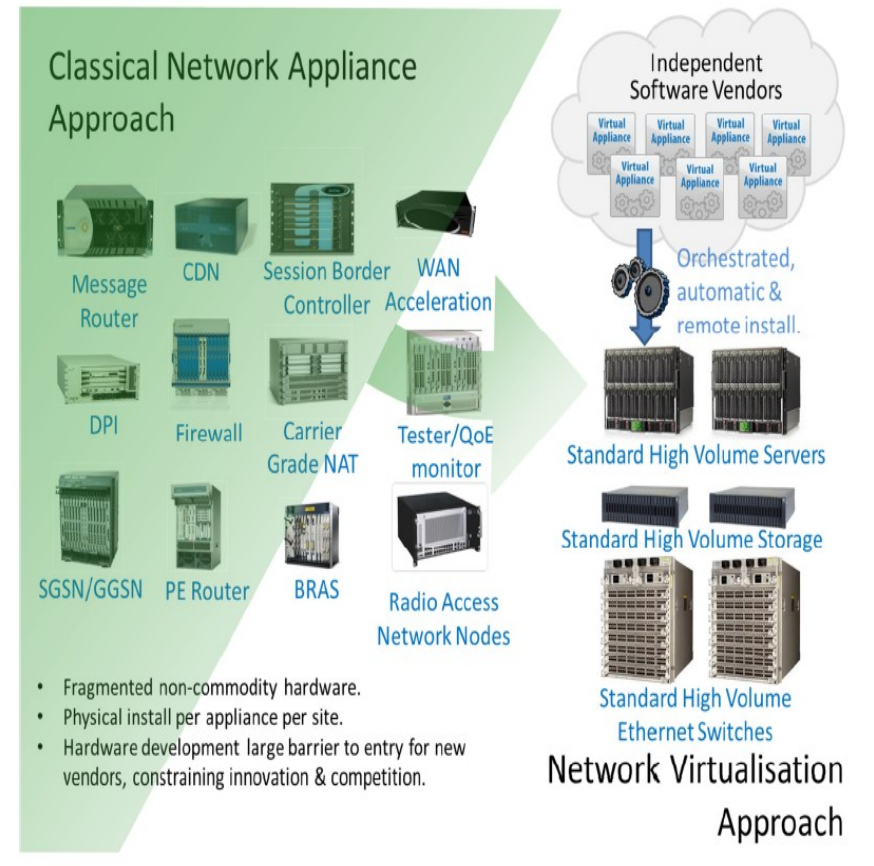 Classical Network Appliance
Approach
Message
Router
CDN
Session Border
Controller
WAN
Acceleration
DPI
Firewall
Carrier
Grade NAT
Tester/QoE
monitor
SGSN/GGSN
PE Router
BRAS
Radio Access
Network Nodes
• Fragmented non-commodity hardware.
• Physical install per appliance per site.
• Hardware development large barrier to entry for new
vendors, constraining innovation & competition.
Independent
Software Vendors
Virtual
Appliance
Virtual
Appliance
Virtual
Appliance
Virtual
Appliance
Virtual
Appliance
Virtual
Appliance
Virtual
Appliance
Orchestrated,
automatic &
remote install.
Standard High Volume Servers
Standard High Volume Storage
Standard High Volume
Ethernet Switches
Network Virtualisation
Approach